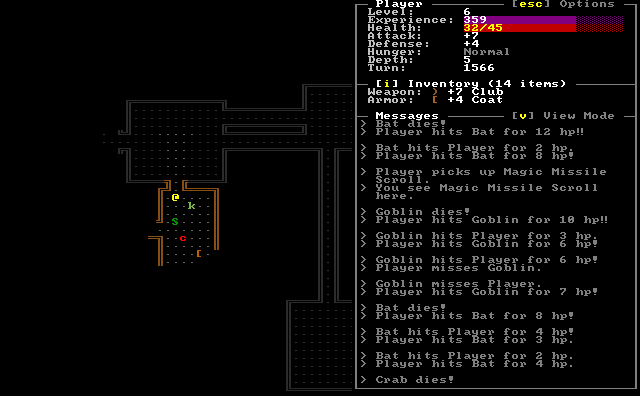 Player [esc] Options
Level: 6
Experience: 359
Health: 32/45
Attack: +7
Defense: +4
Hunger: Normal
Depth: 5
Turn: 1566
[i] Inventory (14 items)
Weapon: ) +7 Club
Armor: [ +4 Coat
Messages [v] View Mode
> Bat dies!
> Player hits Bat for 12 hp!!
> Bat hits Player for 2 hp.
> Player hits Bat for 8 hp!
> Player picks up Magic Missile
Scroll.
> You see Magic Missile Scroll
here.
> Goblin dies!
> Player hits Goblin for 10 hp!!
> Goblin hits Player for 3 hp.
> Player hits Goblin for 6 hp!
> Goblin hits Player for 6 hp!
> Player misses Goblin.
> Goblin misses Player.
> Player hits Goblin for 7 hp!
> Bat dies!
> Player hits Bat for 8 hp!
> Bat hits Player for 4 hp!
> Player hits Bat for 3 hp.
> Bat hits Player for 2 hp.
> Player hits Bat for 4 hp.
> Crab dies!
@
k
S
c
[